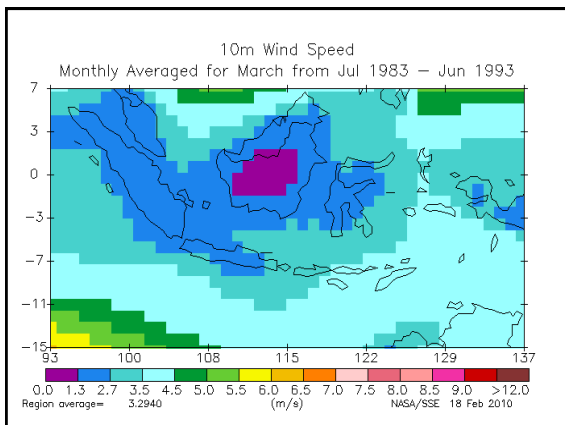 10m Wind Speed
Monthly Averaged for March from Jul 1983 – Jun 1993
7
3
0
−3
−7
−11
−15
93 100 108 115 122 129 137
0.0 1.3 2.7 3.5 4.5 5.0 5.5 6.0 6.5 7.0 7.5 8.0 8.5 9.0 >12.0
Region average= 3.2940 (m/s) NASA/SSE 18 Feb 2010